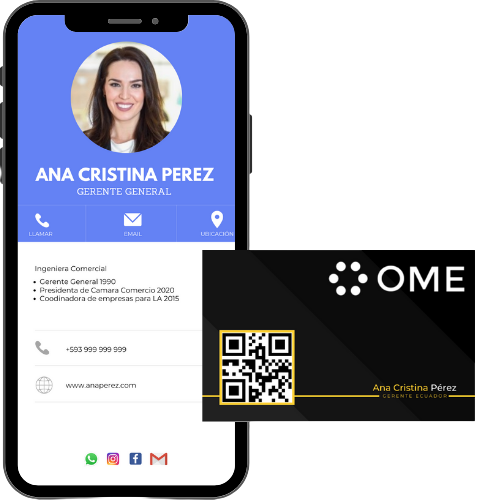 ANA CRISTINA PEREZ
GERENTE GENERAL
LLAMAR EMAIL UBICACIÓN
Ingeniera Comercial
• Gerente General 1990
• Presidenta de Camara Comercio 2020
• Coodinadora de empresas para LA 2015
+593 999 999 999
www.anaperez.com
OME
Ana Cristina Pérez
GERENTE ECUADOR